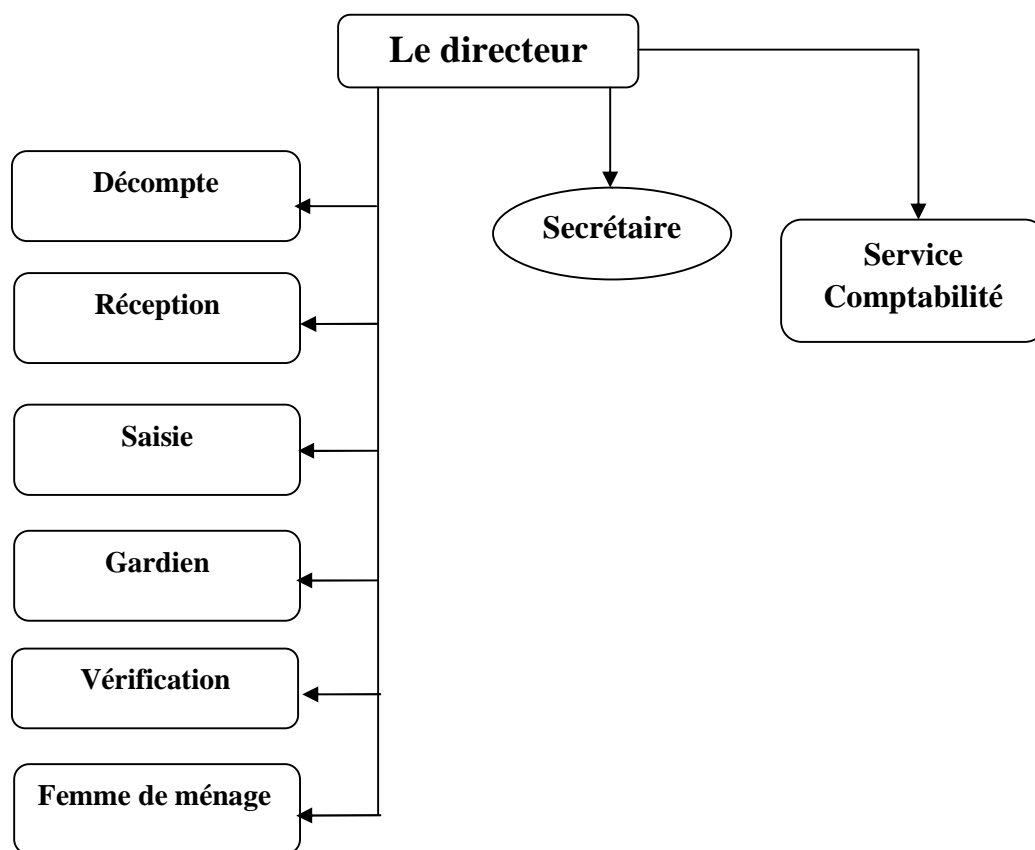 Le directeur
Décompte
Secrétaire
Service
Comptabilité
Réception
Saisie
Gardien
Vérification
Femme de ménage